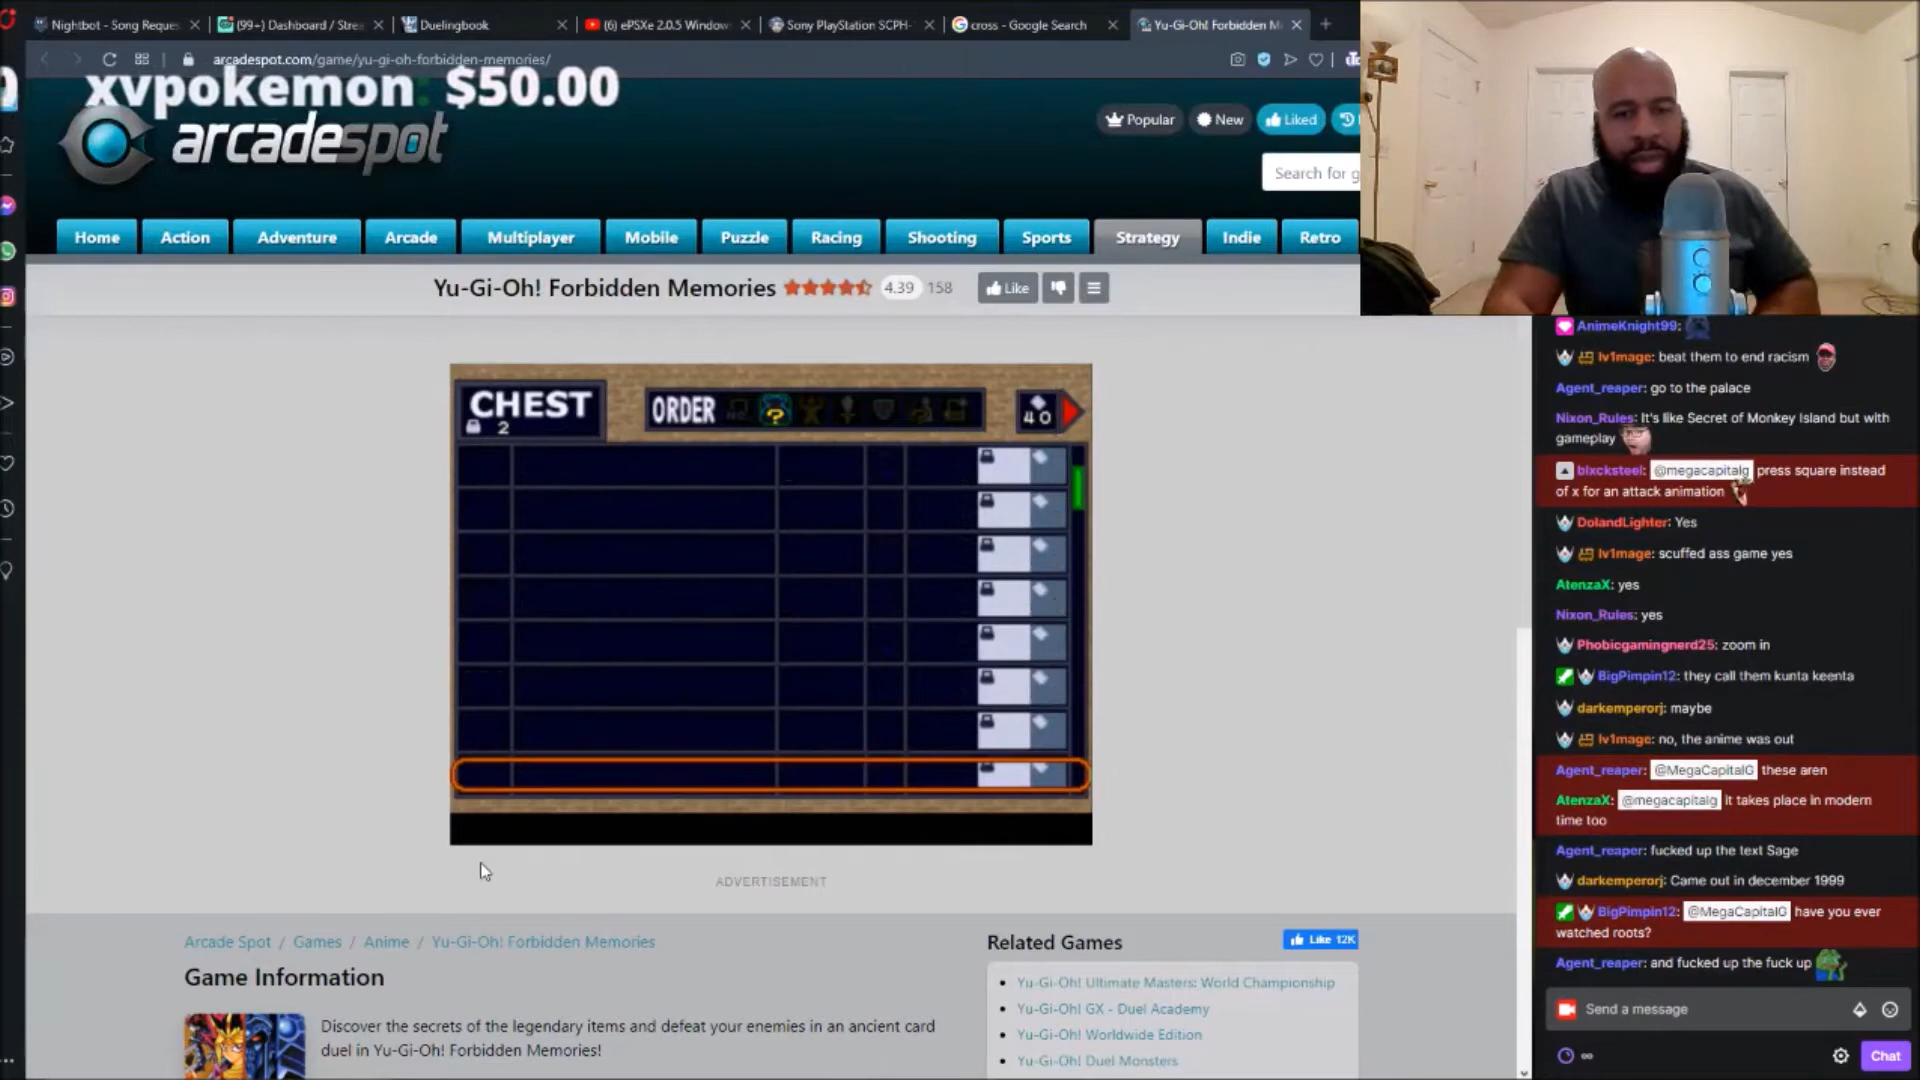 Nightbot - Song Reques
(99+) Dashboard / Stre
Duelingbook
(6) ePSXe 2.0.5 Window
Sony PlayStation SCPH-
cross - Google Search
Yu-Gi-Oh! Forbidden M
arcadespot.com/game/yu-gi-oh-forbidden-memories/
xvpokemon: $50.00
arcadespot
Popular
New
Liked
Search for g
Home
Action
Adventure
Arcade
Multiplayer
Mobile
Puzzle
Racing
Shooting
Sports
Strategy
Indie
Retro
Yu-Gi-Oh! Forbidden Memories
4.39
158
Like
CHEST
2
ORDER
?
40
ADVERTISEMENT
Arcade Spot / Games / Anime / Yu-Gi-Oh! Forbidden Memories
Game Information
Discover the secrets of the legendary items and defeat your enemies in an ancient card
duel in Yu-Gi-Oh! Forbidden Memories!
Related Games
Like 12K
Yu-Gi-Oh! Ultimate Masters: World Championship
Yu-Gi-Oh! GX - Duel Academy
Yu-Gi-Oh! Worldwide Edition
Yu-Gi-Oh! Duel Monsters
AnimeKnight99:
lv1mage: beat them to end racism
Agent_reaper: go to the palace
Nixon_Rules: It's like Secret of Monkey Island but with
gameplay
blxcksteel: @megacapitalg press square instead
of x for an attack animation
DolandLighter: Yes
lv1mage: scuffed ass game yes
AtenzaX: yes
Nixon_Rules: yes
Phobicgamingnerd25: zoom in
BigPimpin12: they call them kunta keenta
darkemperorj: maybe
lv1mage: no, the anime was out
Agent_reaper: @MegaCapitalG these aren
AtenzaX: @megacapitalg it takes place in modern
time too
Agent_reaper: fucked up the text Sage
darkemperorj: Came out in december 1999
BigPimpin12: @MegaCapitalG have you ever
watched roots?
Agent_reaper: and fucked up the fuck up
Send a message
Chat